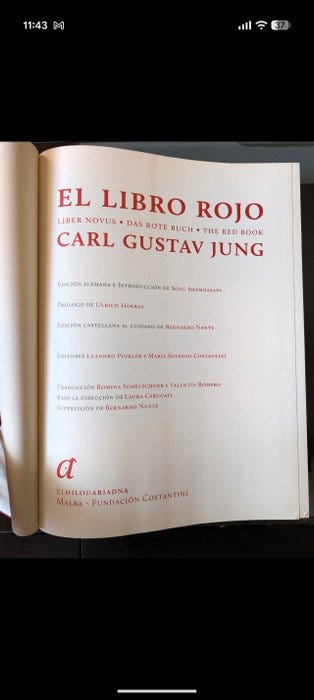 11:43
37
EL LIBRO ROJO
LIBER NOVUS • DAS ROTE BUCH • THE RED BOOK
CARL GUSTAV JUNG
EDICIÓN ALEMANA E INTRODUCCIÓN DE SONU SHAMDASANI
PRÓLOGO DE ULRICH HOERNI
EDICIÓN CASTELLANA AL CUIDADO DE BERNARDO NANTE
EDITORES LEANDRO PINKLER Y MARÍA SOLEDAD COSTANTINI
TRADUCCIÓN ROMINA SCHEUSCHNER Y VALENTÍN ROMERO
BAJO LA DIRECCIÓN DE LAURA CARUGATI
SUPERVISIÓN DE BERNARDO NANTE
ELHILODARIADNA
MALBA - FUNDACIÓN COSTANTINI